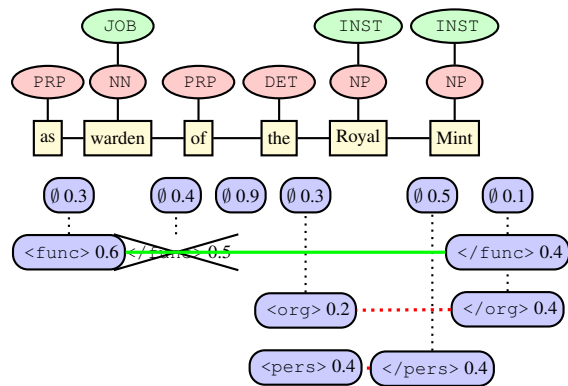 JOB INST INST
PRP NN PRP DET NP NP
as warden of the Royal Mint
∅ 0.3 ∅ 0.4 ∅ 0.9 ∅ 0.3 ∅ 0.5 ∅ 0.1
<func> 0.6 </func> 0.5 </func> 0.4
<org> 0.2 </org> 0.4
<pers> 0.4 </pers> 0.4